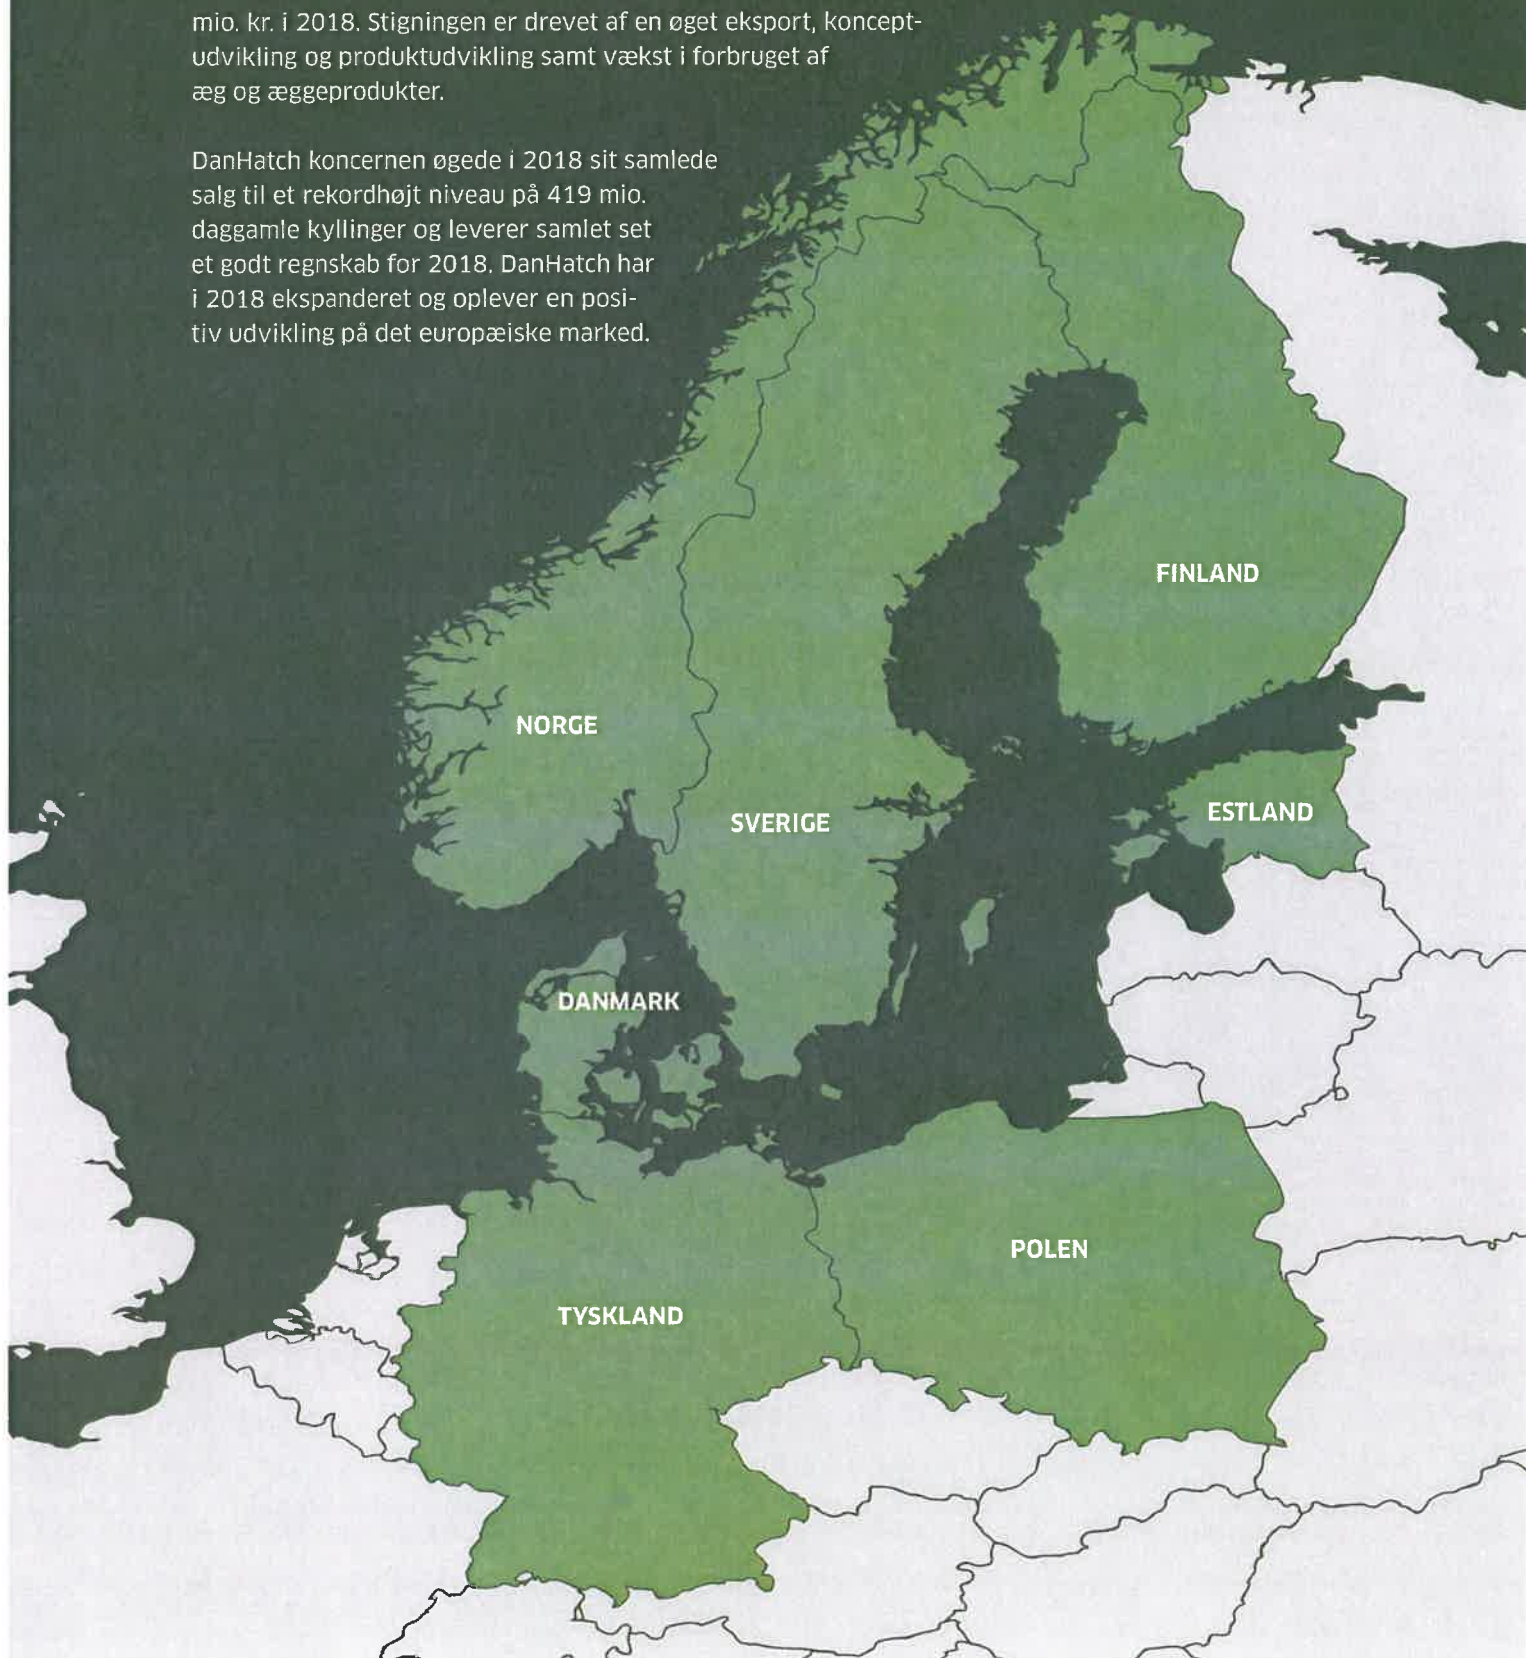 mio. kr. i 2018. Stigningen er drevet af en øget eksport, koncept-
udvikling og produktudvikling samt vækst i forbruget af
æg og æggeprodukter.
DanHatch koncernen øgede i 2018 sit samlede
salg til et rekordhøjt niveau på 419 mio.
daggamle kyllinger og leverer samlet set
et godt regnskab for 2018. DanHatch har
i 2018 ekspanderet og oplever en posi-
tiv udvikling på det europæiske marked.
FINLAND
NORGE
SVERIGE
ESTLAND
DANMARK
POLEN
TYSKLAND